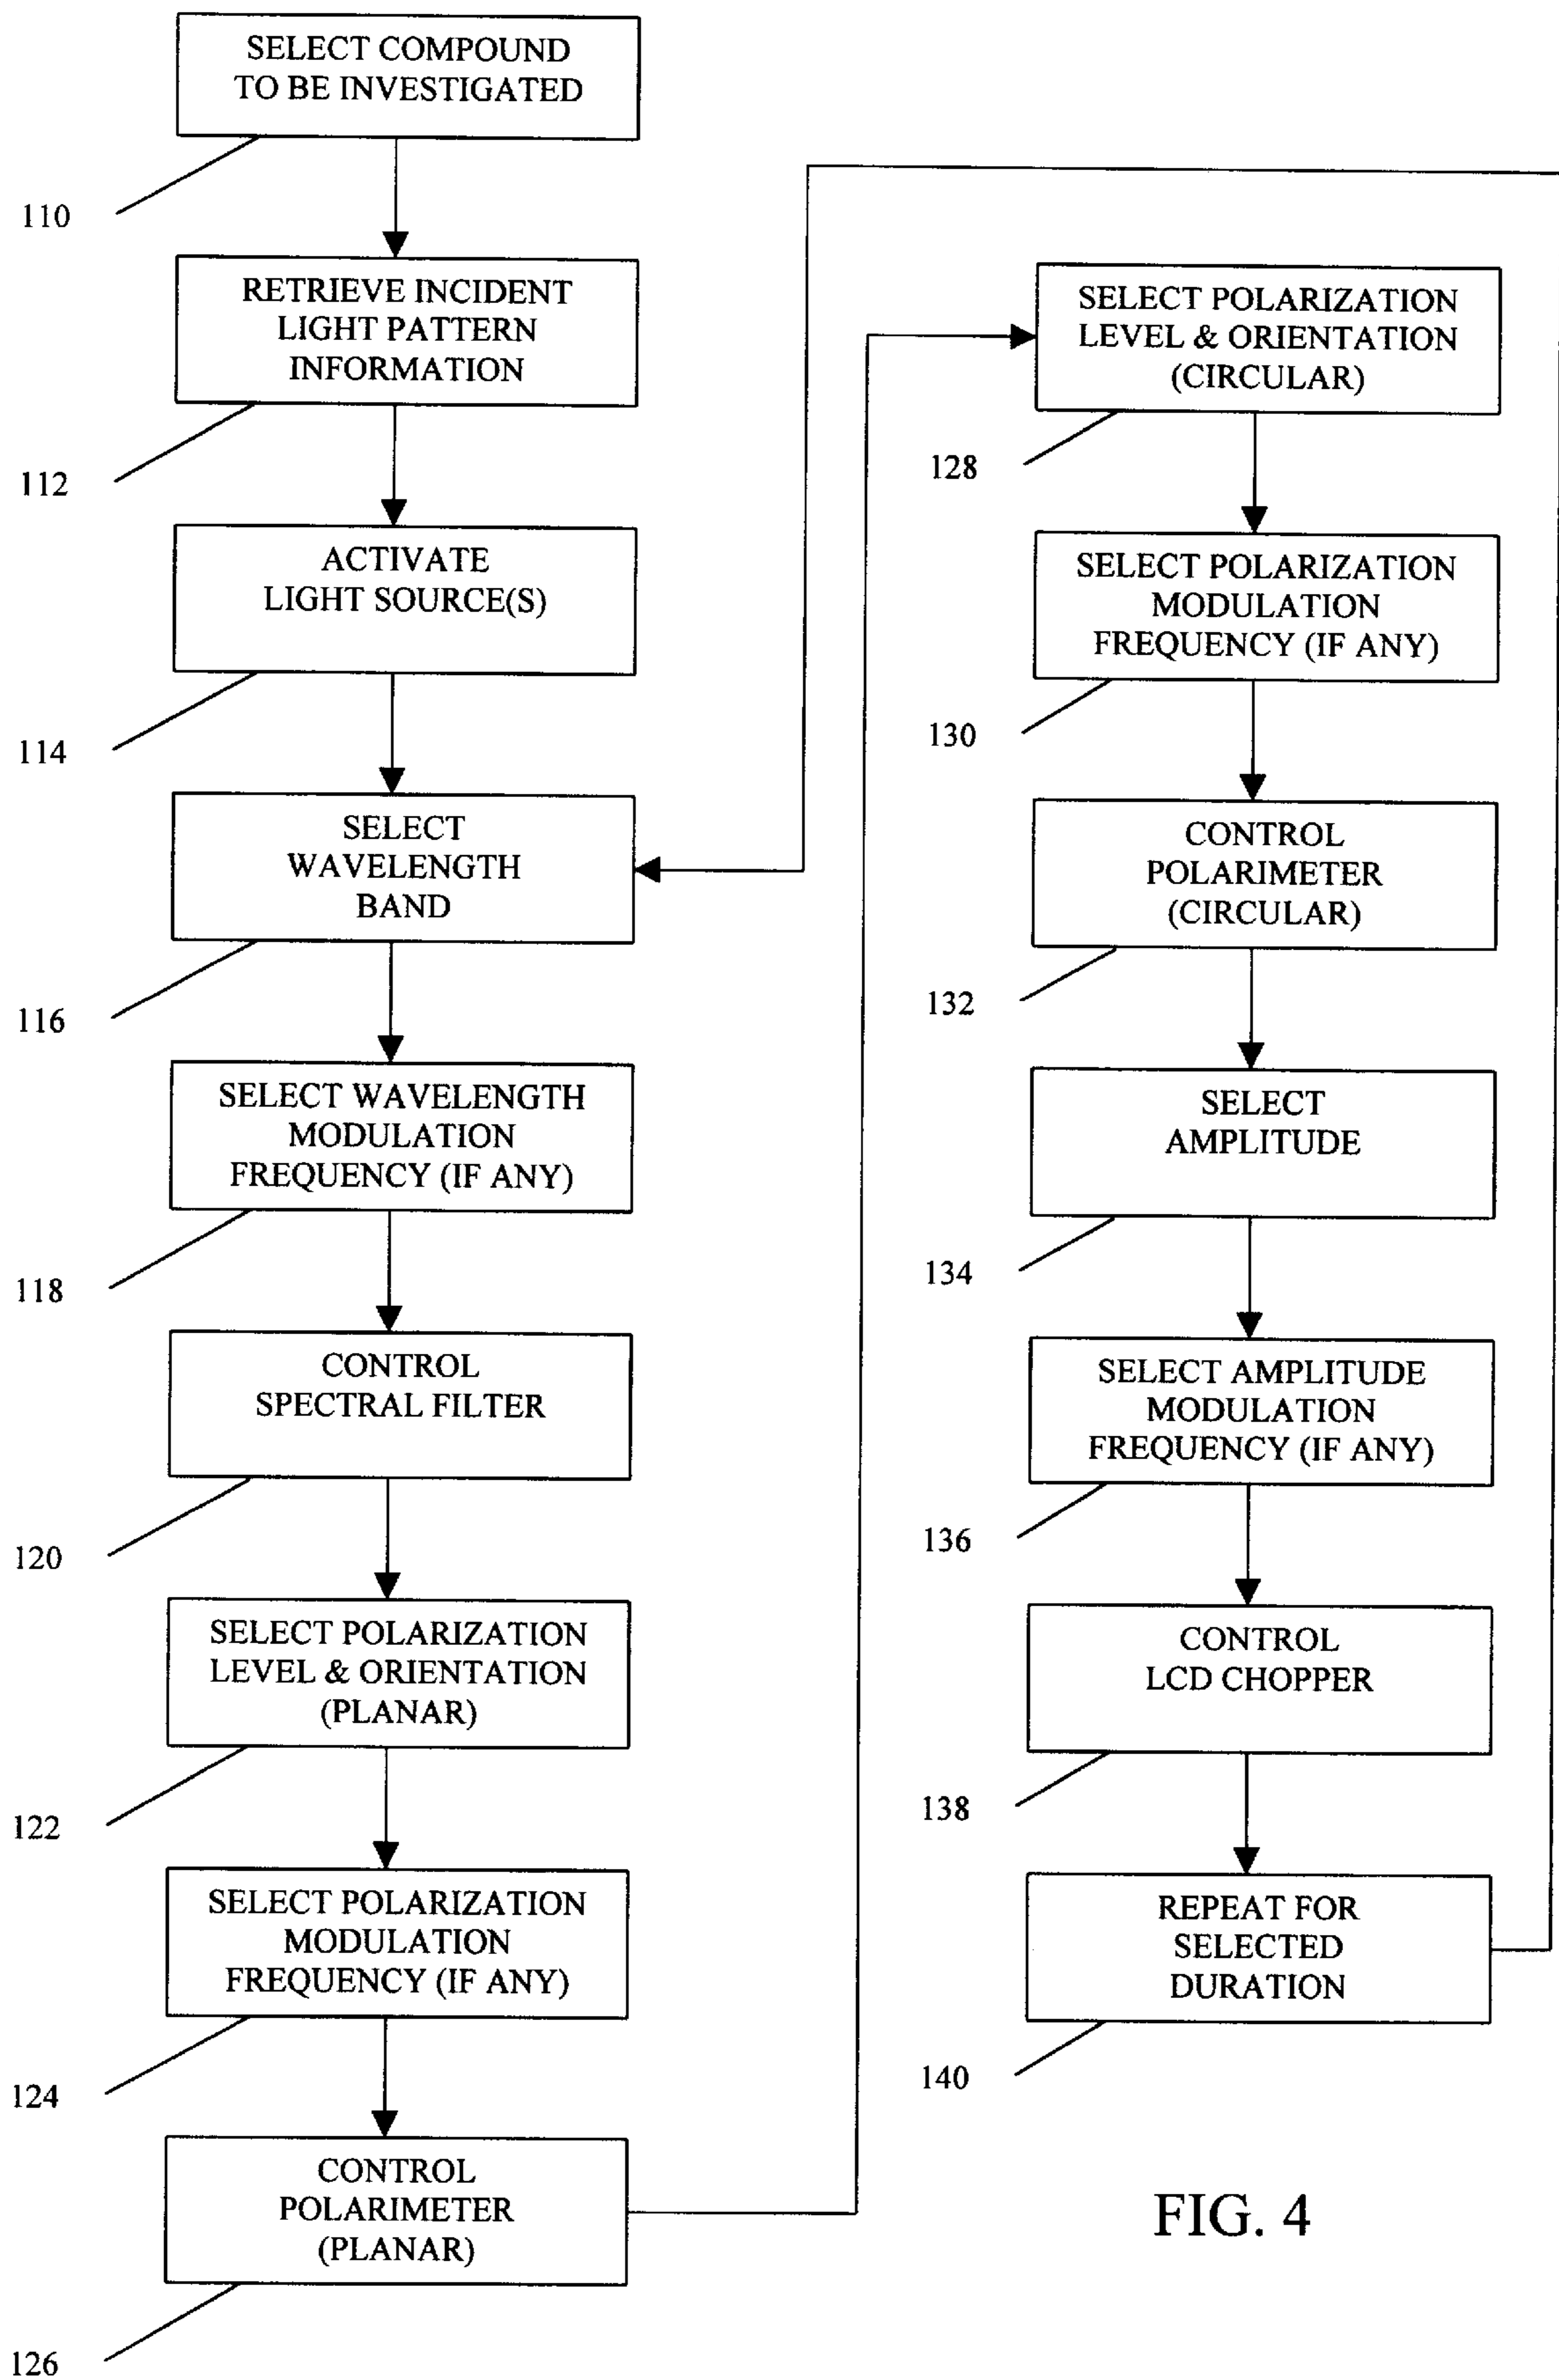 SELECT COMPOUND
TO BE INVESTIGATED
110
RETRIEVE INCIDENT
LIGHT PATTERN
INFORMATION
112
ACTIVATE
LIGHT SOURCE(S)
114
SELECT
WAVELENGTH
BAND
116
SELECT WAVELENGTH
MODULATION
FREQUENCY (IF ANY)
118
CONTROL
SPECTRAL FILTER
120
SELECT POLARIZATION
LEVEL & ORIENTATION
(PLANAR)
122
SELECT POLARIZATION
MODULATION
FREQUENCY (IF ANY)
124
CONTROL
POLARIMETER
(PLANAR)
126
SELECT POLARIZATION
LEVEL & ORIENTATION
(CIRCULAR)
128
SELECT POLARIZATION
MODULATION
FREQUENCY (IF ANY)
130
CONTROL
POLARIMETER
(CIRCULAR)
132
SELECT
AMPLITUDE
134
SELECT AMPLITUDE
MODULATION
FREQUENCY (IF ANY)
136
CONTROL
LCD CHOPPER
138
REPEAT FOR
SELECTED
DURATION
140
FIG. 4